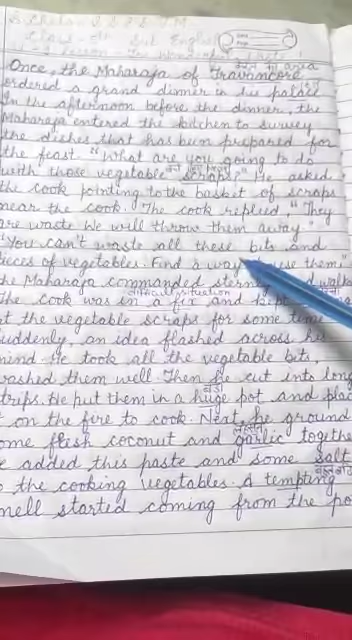 Class - 5th Sub English
Once, the Maharaja of Travancore
ordered a grand dinner in his palace
In the afternoon before the dinner, the
Maharaja entered the kitchen to survey
the dishes that has been prepared for
the feast "What are you going to do
with those vegetable scraps?" He asked
the cook pointing to the basket of scraps
near the cook. The cook replied, "They
are waste We will throw them away"
"You can't waste all these bits and
pieces of vegetables. Find a way use them"
the Maharaja commanded
difficult situation
The cook was in a fix and kept
at the vegetable scraps for some time
Suddenly, an idea flashed across his
mind. He took all the vegetable bits,
washed them well Then he cut into long
strips. He put them in a huge pot and
on the fire to cook. Next, he ground
लहसुन
some fresh coconut and garlic together
He added this paste and some salt
to the cooking vegetables. A tempting
smell started coming from the